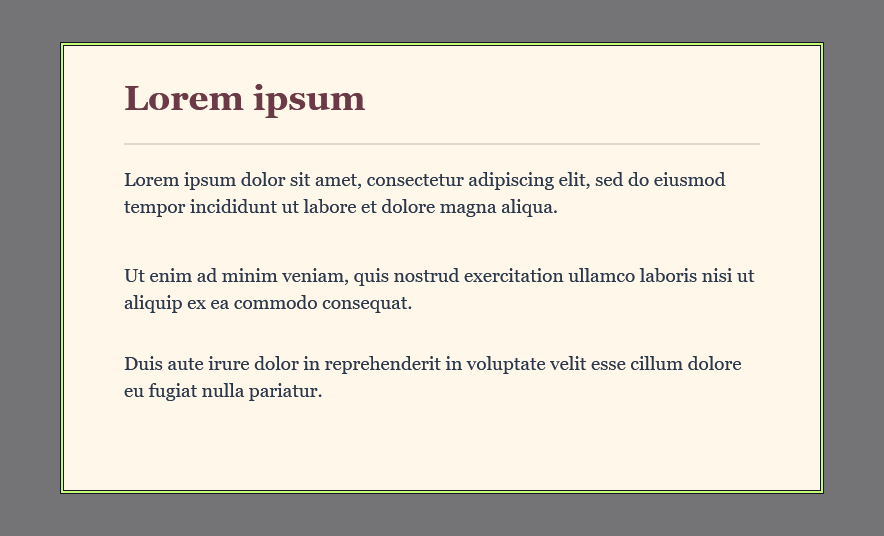 Lorem ipsum
Lorem ipsum dolor sit amet, consectetur adipiscing elit, sed do eiusmod
tempor incididunt ut labore et dolore magna aliqua.
Ut enim ad minim veniam, quis nostrud exercitation ullamco laboris nisi ut
aliquip ex ea commodo consequat.
Duis aute irure dolor in reprehenderit in voluptate velit esse cillum dolore
eu fugiat nulla pariatur.